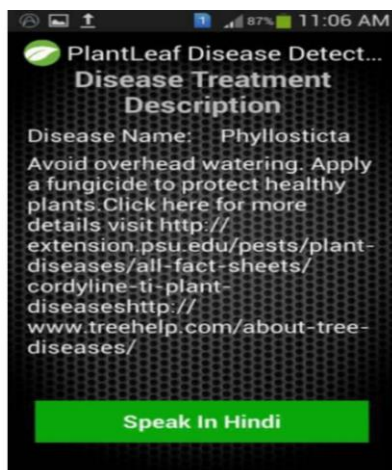 1 87% 11:06 AM
PlantLeaf Disease Detect...
Disease Treatment
Description
Disease Name: Phyllosticta
Avoid overhead watering. Apply
a fungicide to protect healthy
plants.Click here for more
details visit http://
extension.psu.edu/pests/plant-
diseases/all-fact-sheets/
cordyline-ti-plant-
diseaseshttp://
www.treehelp.com/about-tree-
diseases/
Speak In Hindi